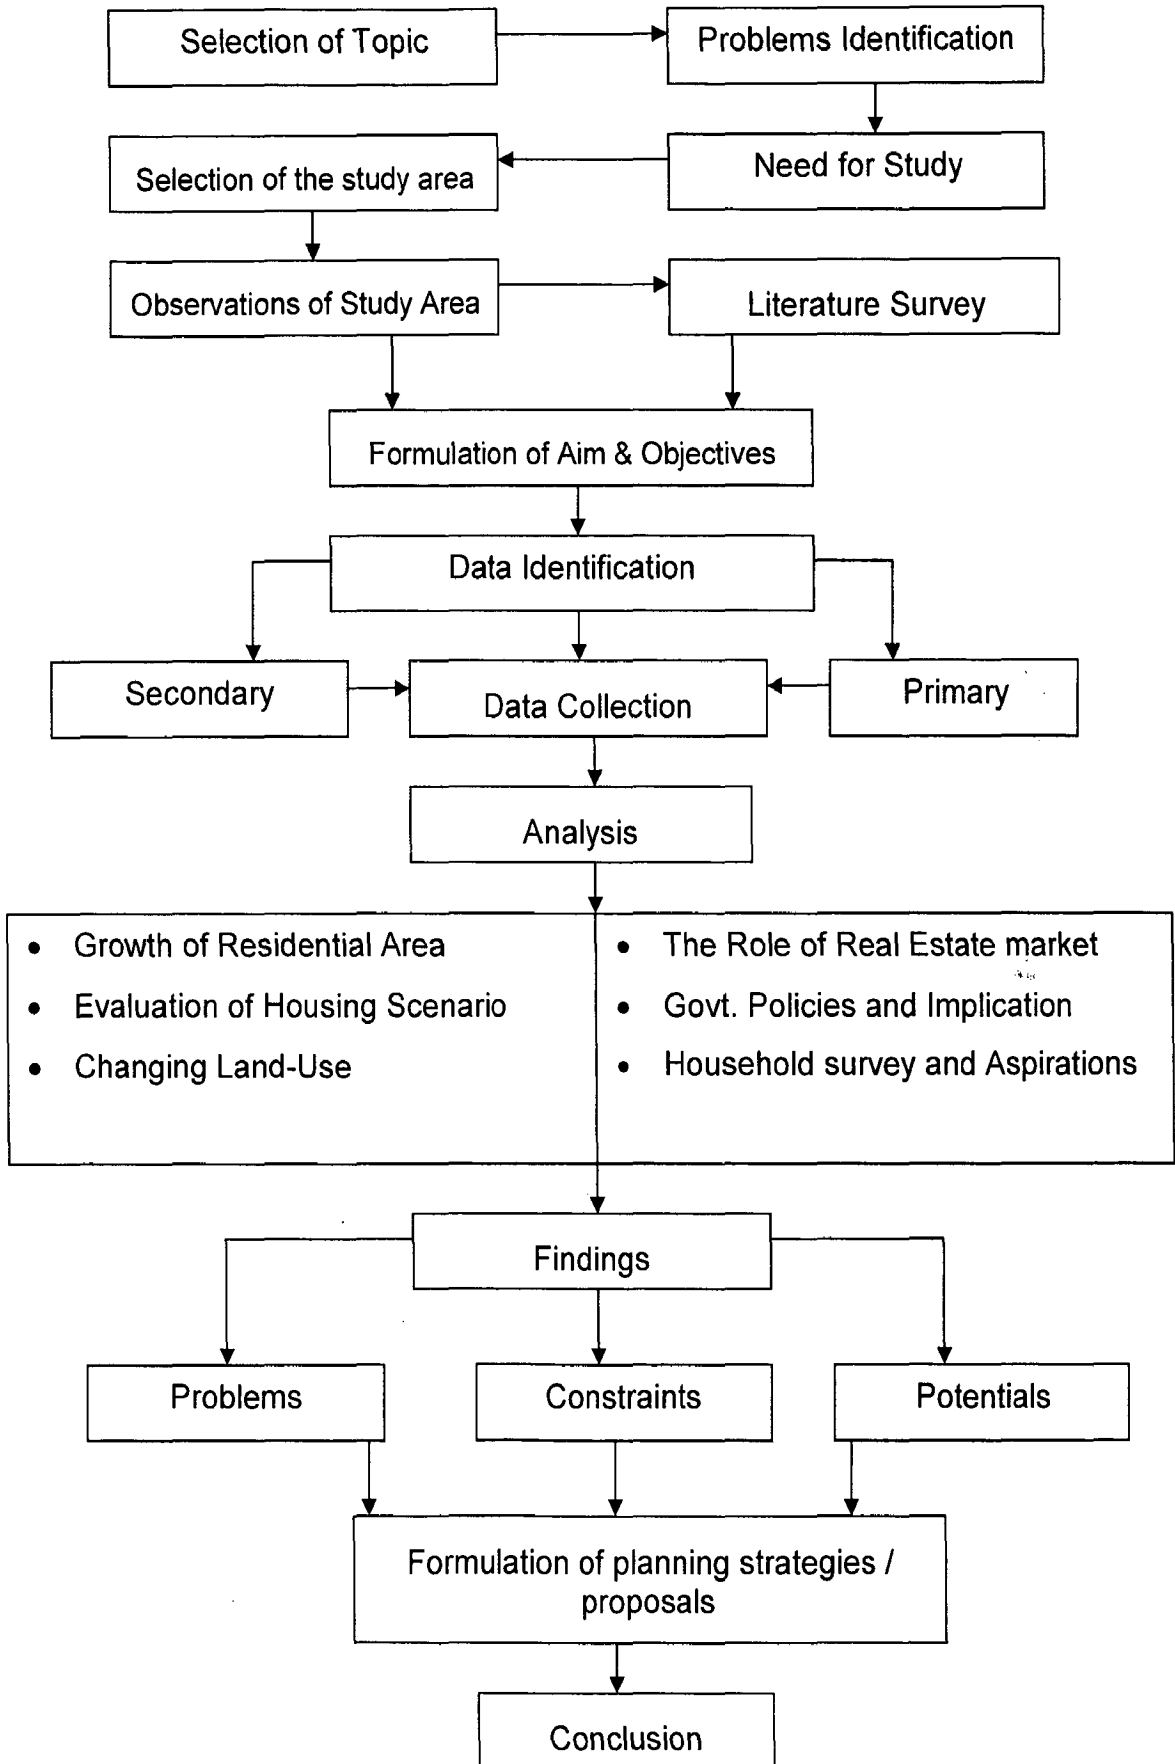 Selection of Topic
Problems Identification
Need for Study
Selection of the study area
Observations of Study Area
Literature Survey
Formulation of Aim & Objectives
Data Identification
Secondary
Data Collection
Primary
Analysis
• Growth of Residential Area
• Evaluation of Housing Scenario
• Changing Land-Use
• The Role of Real Estate market
• Govt. Policies and Implication
• Household survey and Aspirations
Findings
Problems
Constraints
Potentials
Formulation of planning strategies /
proposals
Conclusion